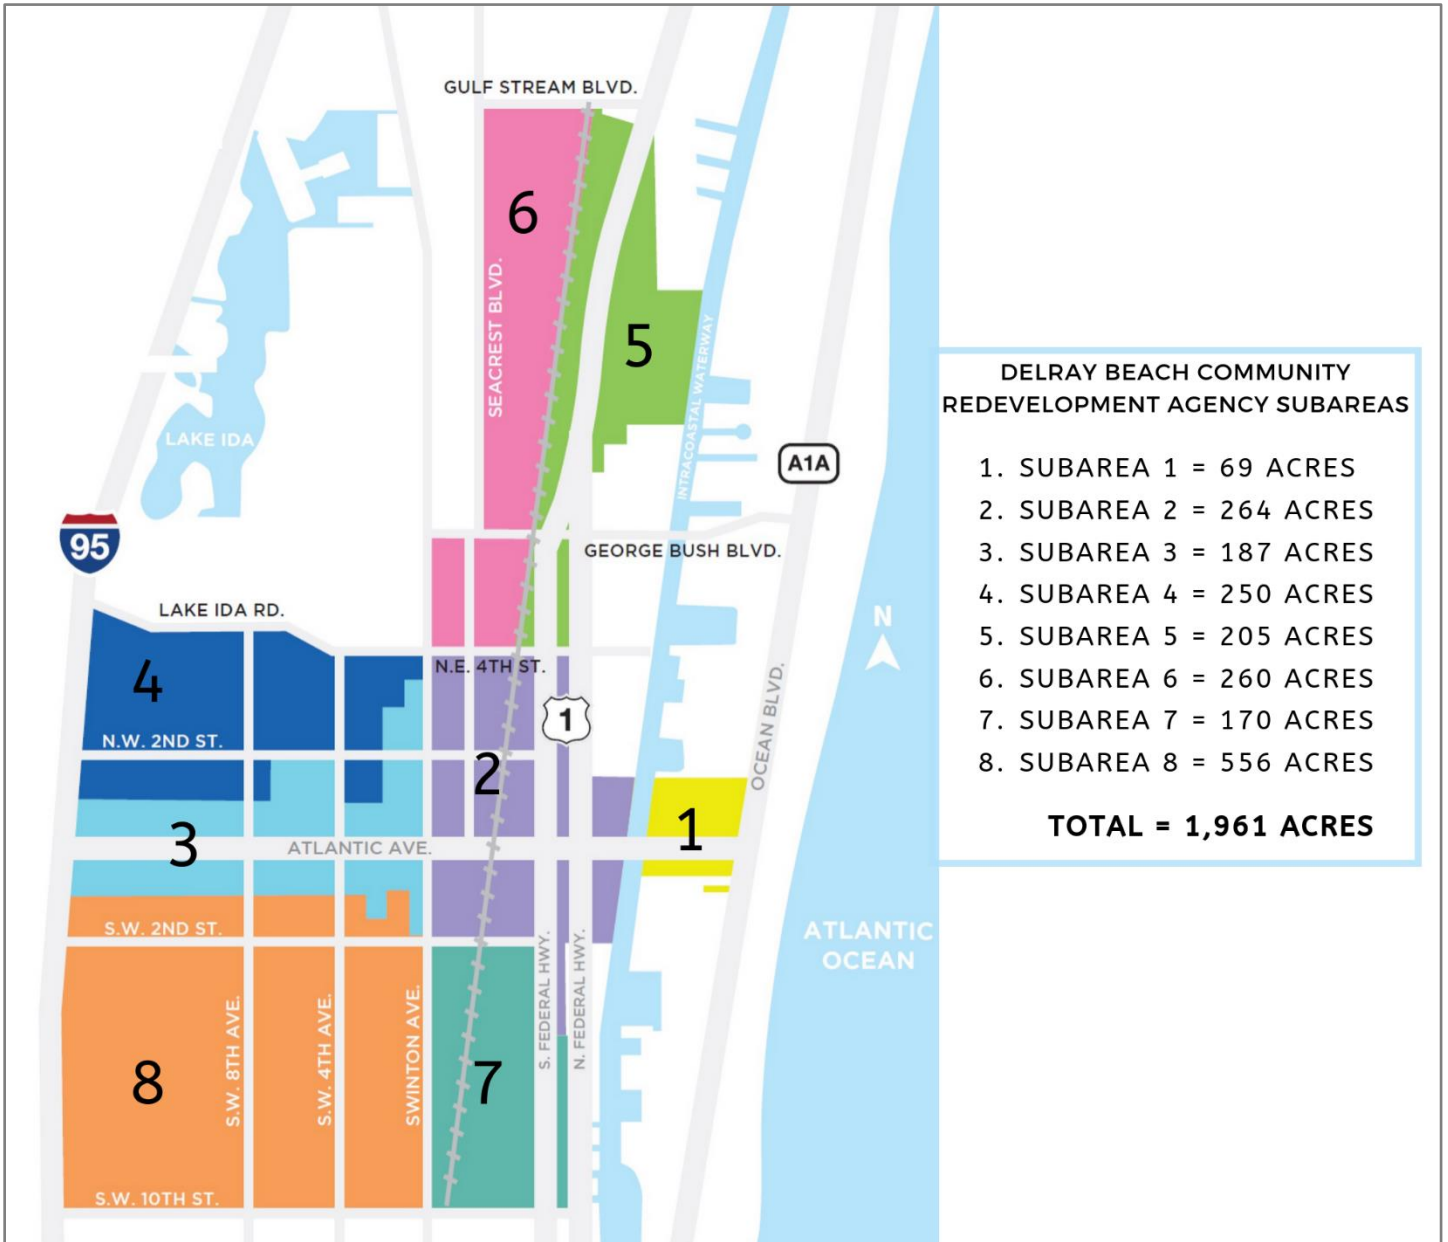 GULF STREAM BLVD.
6
SEACREST BLVD.
5
INTRACOASTAL WATERWAY
LAKE IDA
A1A
95
GEORGE BUSH BLVD.
LAKE IDA RD.
N
4
N.E. 4TH ST.
1
N.W. 2ND ST.
2
OCEAN BLVD.
3
1
ATLANTIC AVE.
S.W. 2ND ST.
ATLANTIC
OCEAN
S.W. 8TH AVE.
S.W. 4TH AVE.
SWINTON AVE.
S. FEDERAL HWY.
N. FEDERAL HWY.
8
7
S.W. 10TH ST.
DELRAY BEACH COMMUNITY
REDEVELOPMENT AGENCY SUBAREAS
1. SUBAREA 1 = 69 ACRES
2. SUBAREA 2 = 264 ACRES
3. SUBAREA 3 = 187 ACRES
4. SUBAREA 4 = 250 ACRES
5. SUBAREA 5 = 205 ACRES
6. SUBAREA 6 = 260 ACRES
7. SUBAREA 7 = 170 ACRES
8. SUBAREA 8 = 556 ACRES
TOTAL = 1,961 ACRES